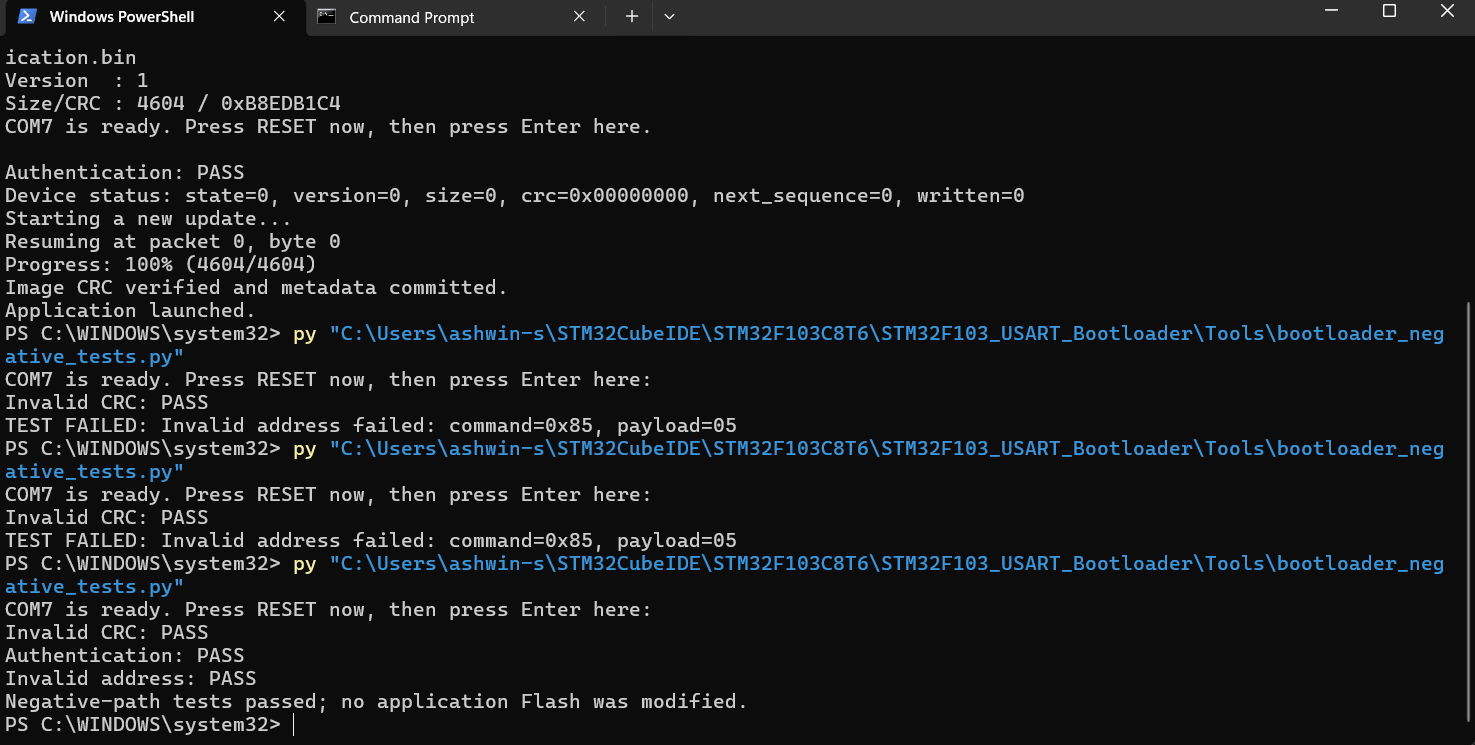 Windows PowerShell
Command Prompt
ication.bin
Version  : 1
Size/CRC : 4604 / 0xB8EDB1C4
COM7 is ready. Press RESET now, then press Enter here.
Authentication: PASS
Device status: state=0, version=0, size=0, crc=0x00000000, next_sequence=0, written=0
Starting a new update...
Resuming at packet 0, byte 0
Progress: 100% (4604/4604)
Image CRC verified and metadata committed.
Application launched.
PS C:\WINDOWS\system32> py "C:\Users\ashwin-s\STM32CubeIDE\STM32F103C8T6\STM32F103_USART_Bootloader\Tools\bootloader_neg
ative_tests.py"
COM7 is ready. Press RESET now, then press Enter here:
Invalid CRC: PASS
TEST FAILED: Invalid address failed: command=0x85, payload=05
PS C:\WINDOWS\system32> py "C:\Users\ashwin-s\STM32CubeIDE\STM32F103C8T6\STM32F103_USART_Bootloader\Tools\bootloader_neg
ative_tests.py"
COM7 is ready. Press RESET now, then press Enter here:
Invalid CRC: PASS
TEST FAILED: Invalid address failed: command=0x85, payload=05
PS C:\WINDOWS\system32> py "C:\Users\ashwin-s\STM32CubeIDE\STM32F103C8T6\STM32F103_USART_Bootloader\Tools\bootloader_neg
ative_tests.py"
COM7 is ready. Press RESET now, then press Enter here:
Invalid CRC: PASS
Authentication: PASS
Invalid address: PASS
Negative-path tests passed; no application Flash was modified.
PS C:\WINDOWS\system32>